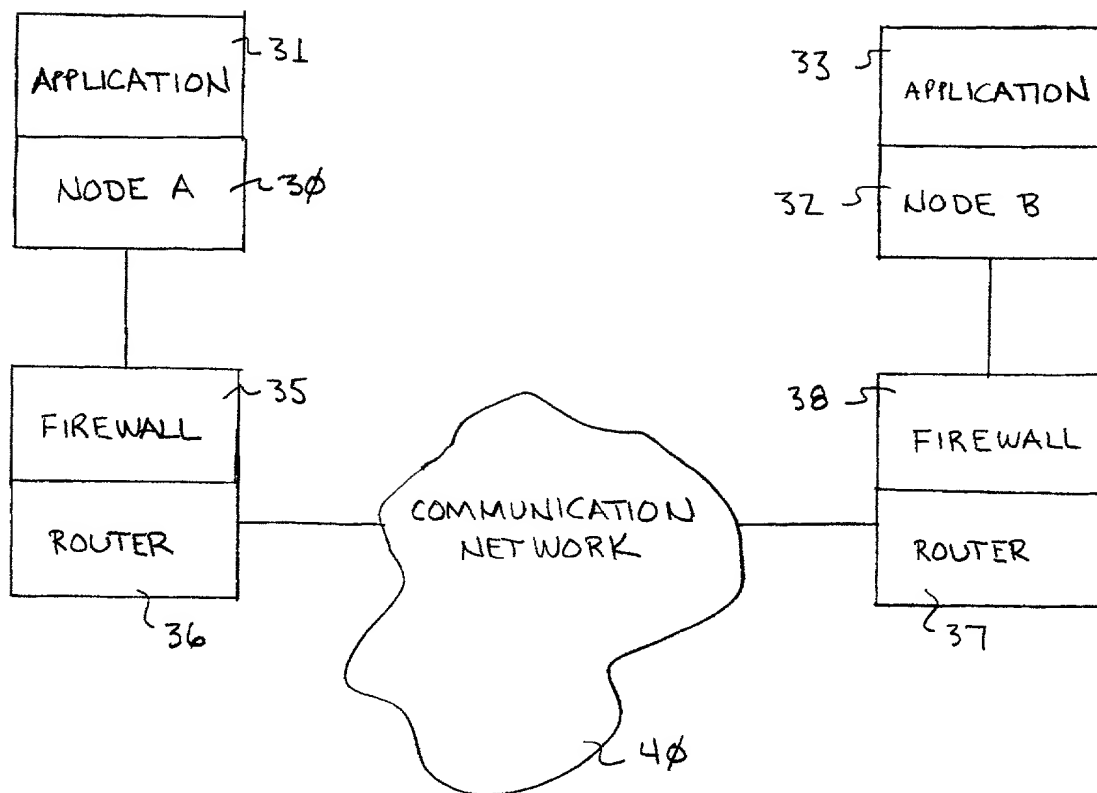 31
APPLICATION
NODE A
30
33
APPLICATION
32
NODE B
35
FIREWALL
ROUTER
36
COMMUNICATION
NETWORK
40
38
FIREWALL
ROUTER
37